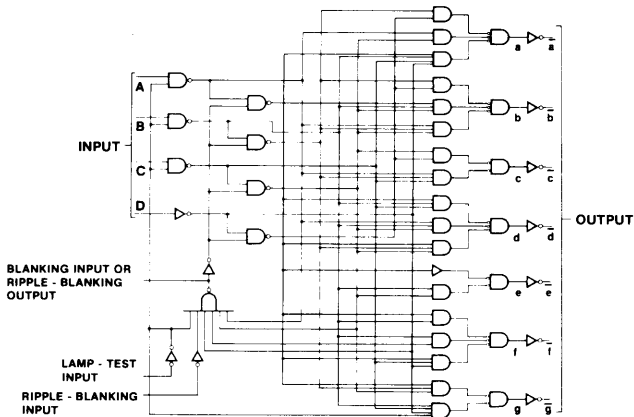 INPUT
A
B
C
D
BLANKING INPUT OR
RIPPLE - BLANKING
OUTPUT
LAMP - TEST
INPUT
RIPPLE - BLANKING
INPUT
a
a
b
b
c
c
d
d
e
e
f
f
g
g
OUTPUT